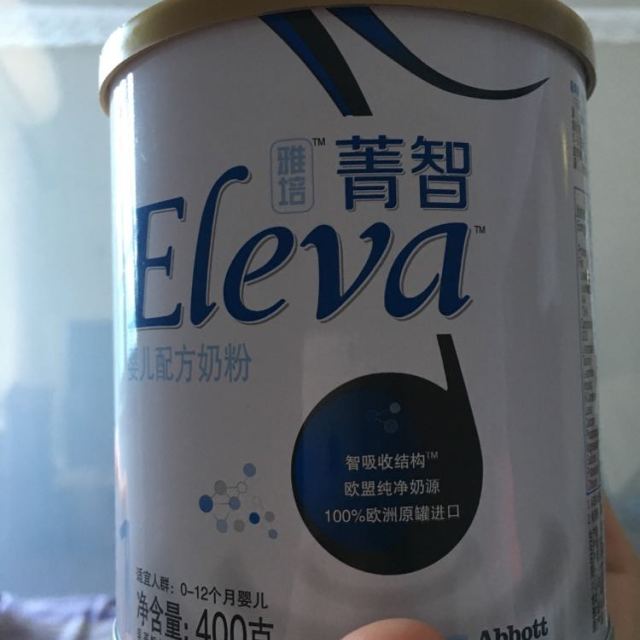 雅培™ 菁智
Eleva™
婴儿配方奶粉
智吸收结构™
欧盟纯净奶源
100%欧洲原罐进口
适宜人群：0-12个月婴儿
净含量：400克
Abbott